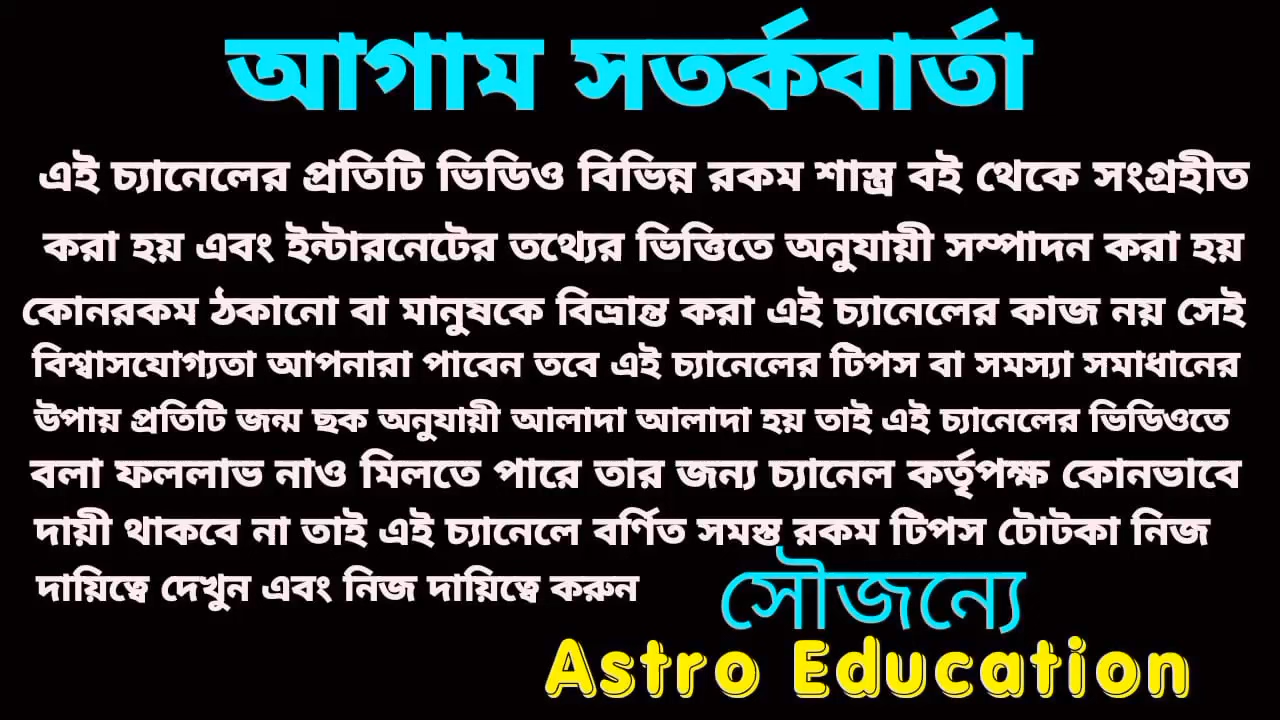 আগাম সতর্কবার্তা
এই চ্যানেলের প্রতিটি ভিডিও বিভিন্ন রকম শাস্ত্র বই থেকে সংগ্রহীত
করা হয় এবং ইন্টারনেটের তথ্যের ভিত্তিতে অনুযায়ী সম্পাদন করা হয়
কোনরকম ঠকানো বা মানুষকে বিভ্রান্ত করা এই চ্যানেলের কাজ নয় সেই
বিশ্বাসযোগ্যতা আপনারা পাবেন তবে এই চ্যানেলের টিপস বা সমস্যা সমাধানের
উপায় প্রতিটি জন্ম ছক অনুযায়ী আলাদা আলাদা হয় তাই এই চ্যানেলের ভিডিওতে
বলা ফললাভ নাও মিলতে পারে তার জন্য চ্যানেল কর্তৃপক্ষ কোনভাবে
দায়ী থাকবে না তাই এই চ্যানেলে বর্ণিত সমস্ত রকম টিপস টোটকা নিজ
দায়িত্বে দেখুন এবং নিজ দায়িত্বে করুন
সৌজন্যে
Astro Education